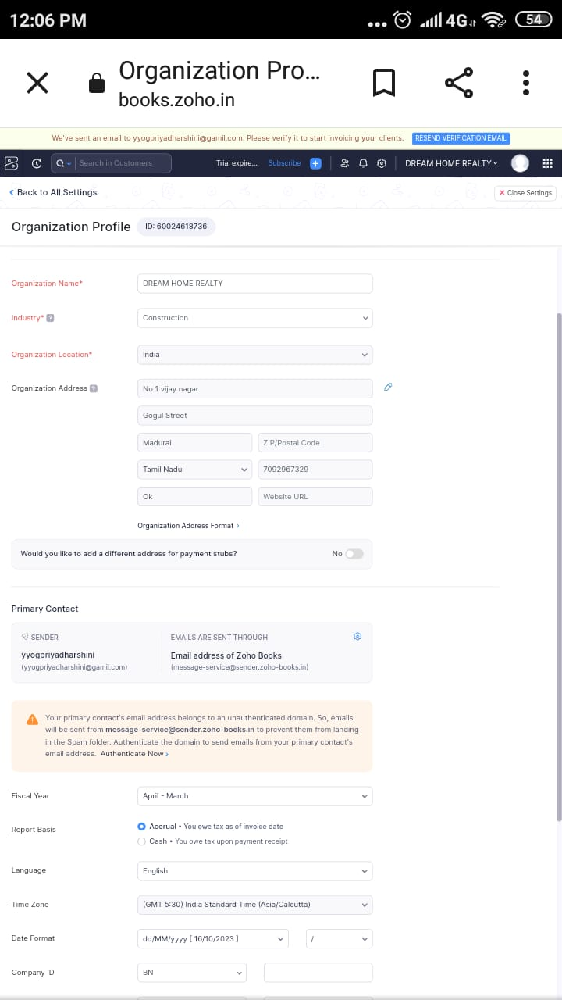 12:06 PM
4G
54
Organization Pro...
books.zoho.in
We've sent an email to yyogpriyadharshini@gamil.com. Please verify it to start invoicing your clients. RESEND VERIFICATION EMAIL
Search in Customers
Trial expire... Subscribe + DREAM HOME REALTY
Back to All Settings
× Close Settings
Organization Profile ID: 60024618736
Organization Name* DREAM HOME REALTY
Industry* ? Construction
Organization Location* India
Organization Address ? No 1 vijay nagar
Gogul Street
Madurai ZIP/Postal Code
Tamil Nadu 7092967329
Ok Website URL
Organization Address Format ›
Would you like to add a different address for payment stubs? No
Primary Contact
SENDER EMAILS ARE SENT THROUGH
yyogpriyadharshini Email address of Zoho Books
(yyogpriyadharshini@gamil.com) (message-service@sender.zoho-books.in)
Your primary contact's email address belongs to an unauthenticated domain. So, emails
will be sent from message-service@sender.zoho-books.in to prevent them from landing
in the Spam folder. Authenticate the domain to send emails from your primary contact's
email address. Authenticate Now ›
Fiscal Year April - March
Report Basis Accrual • You owe tax as of invoice date
Cash • You owe tax upon payment receipt
Language English
Time Zone (GMT 5:30) India Standard Time (Asia/Calcutta)
Date Format dd/MM/yyyy [ 16/10/2023 ] /
Company ID BN